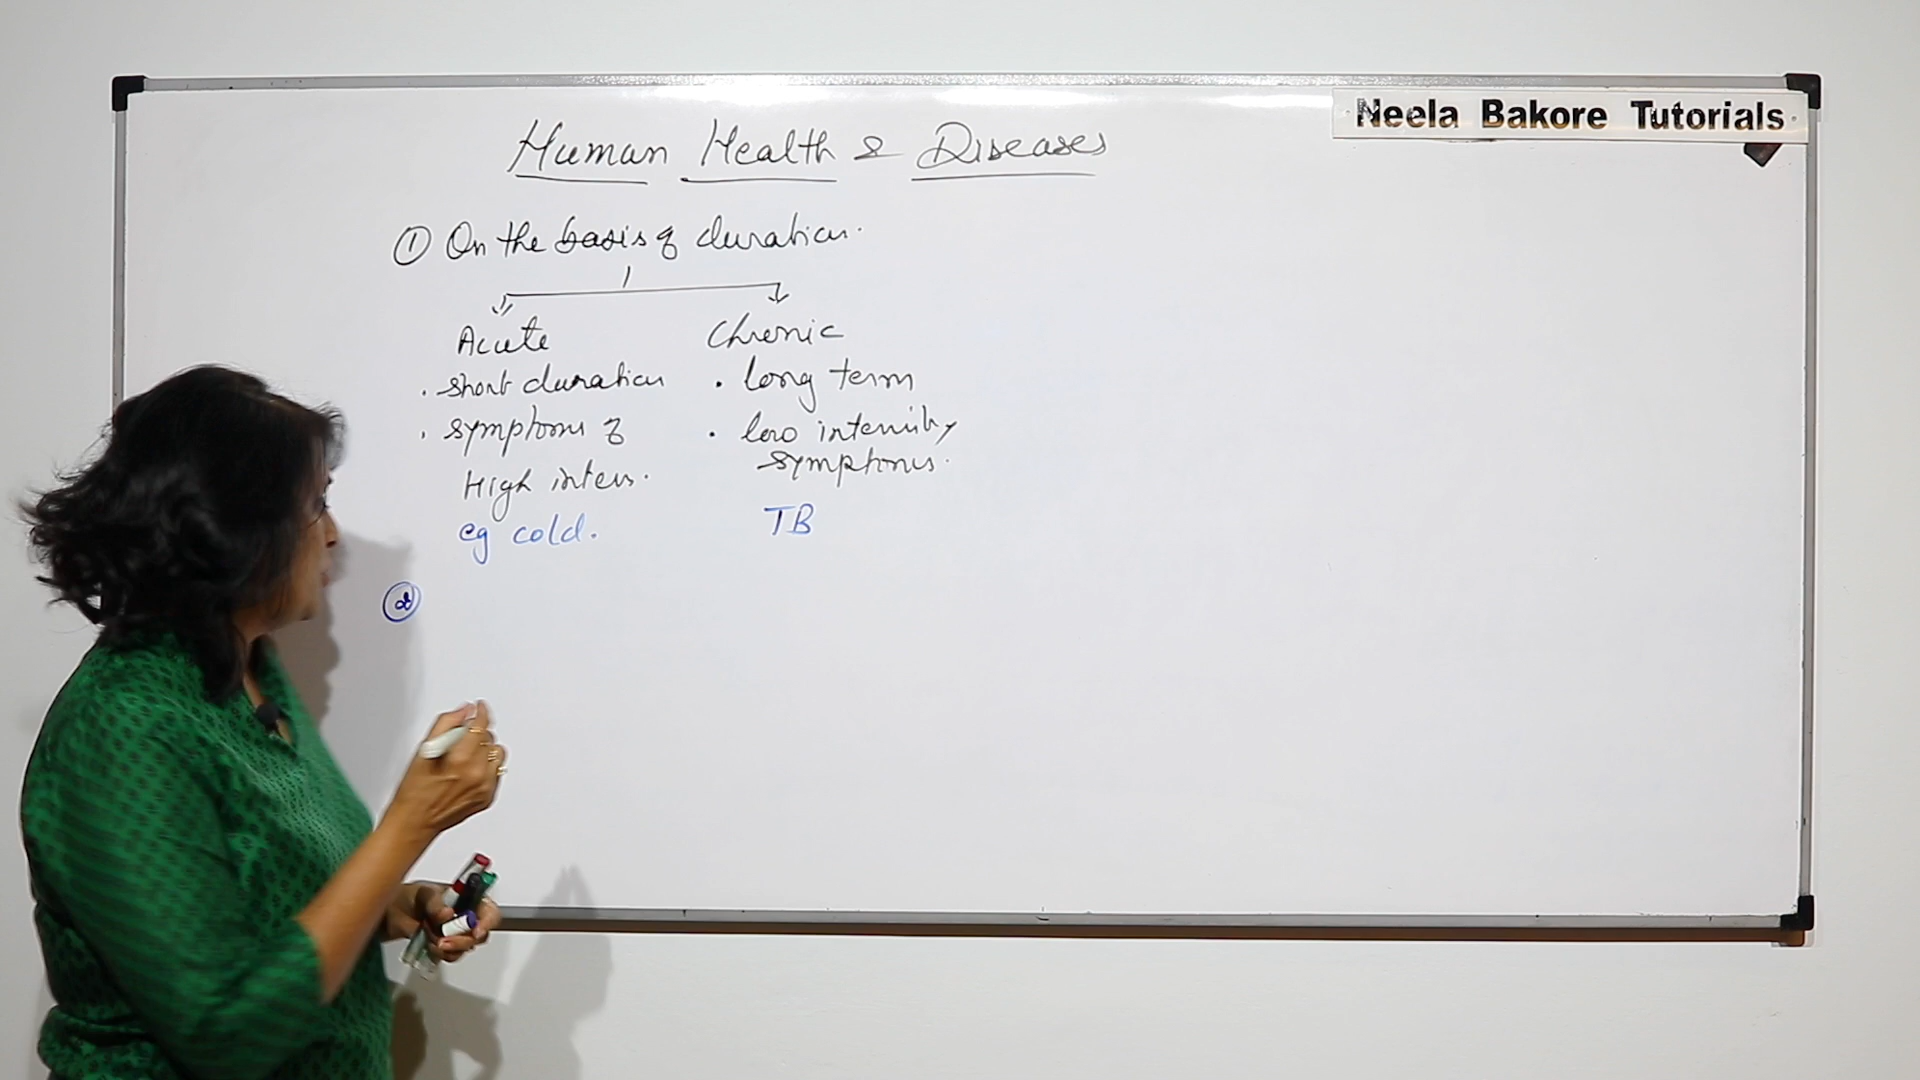 Neela Bakore Tutorials
Human Health & Diseases
① On the basis of duration.
Acute
. short duration
. symptoms of
High intens.
eg cold.
Chronic
. long term
. low intensity
symptoms.
TB
②